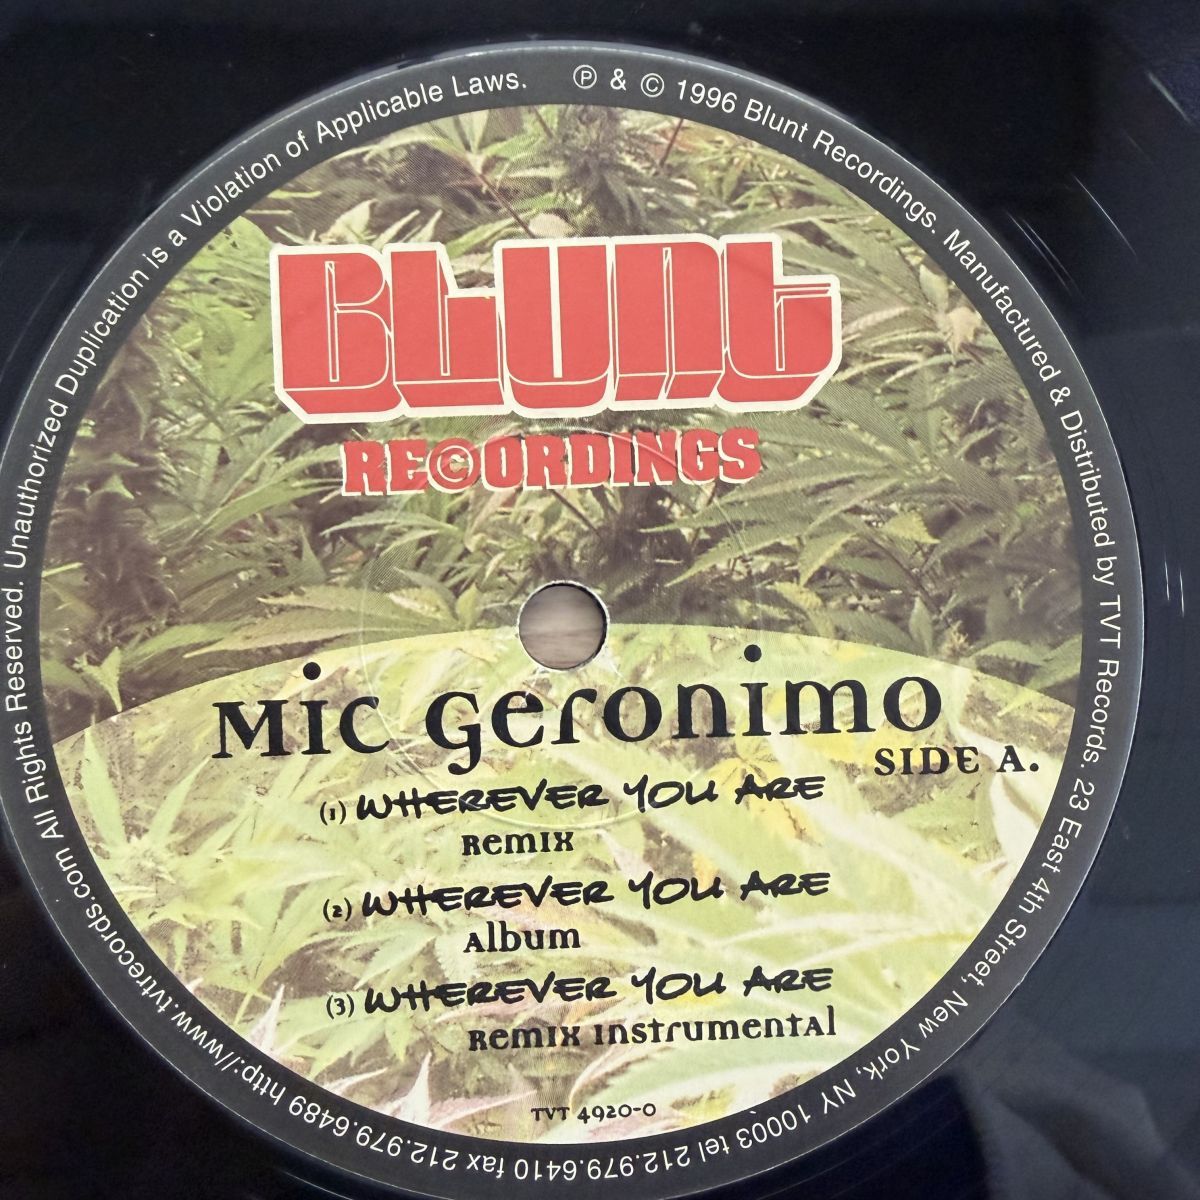 ℗ & © 1996 Blunt Recordings. Manufactured & Distributed by TVT Records. 23 East 4th Street, New York, NY 10003 tel 212.979.6410 fax 212.979.6489 http://www.tvtrecords.com All Rights Reserved. Unauthorized Duplication is a Violation of Applicable Laws.
BLUNT
RE©ORDINGS
Mic Geronimo
SIDE A.
(1) WHEREVER YOU ARE
Remix
(2) WHEREVER YOU ARE
Album
(3) WHEREVER YOU ARE
Remix Instrumental
TVT 4920-0